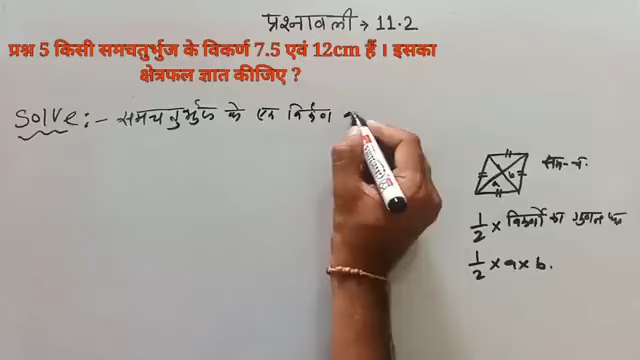 प्रश्नावली → 11.2
प्रश्न 5 किसी समचतुर्भुज के विकर्ण 7.5 एवं 12cm हैं । इसका
क्षेत्रफल ज्ञात कीजिए ?
Solve:- समचतुर्भुज के एक विकर्ण
a b
सम-च.
1/2 × विकर्णों का गुणनफल
1/2 × a × b.